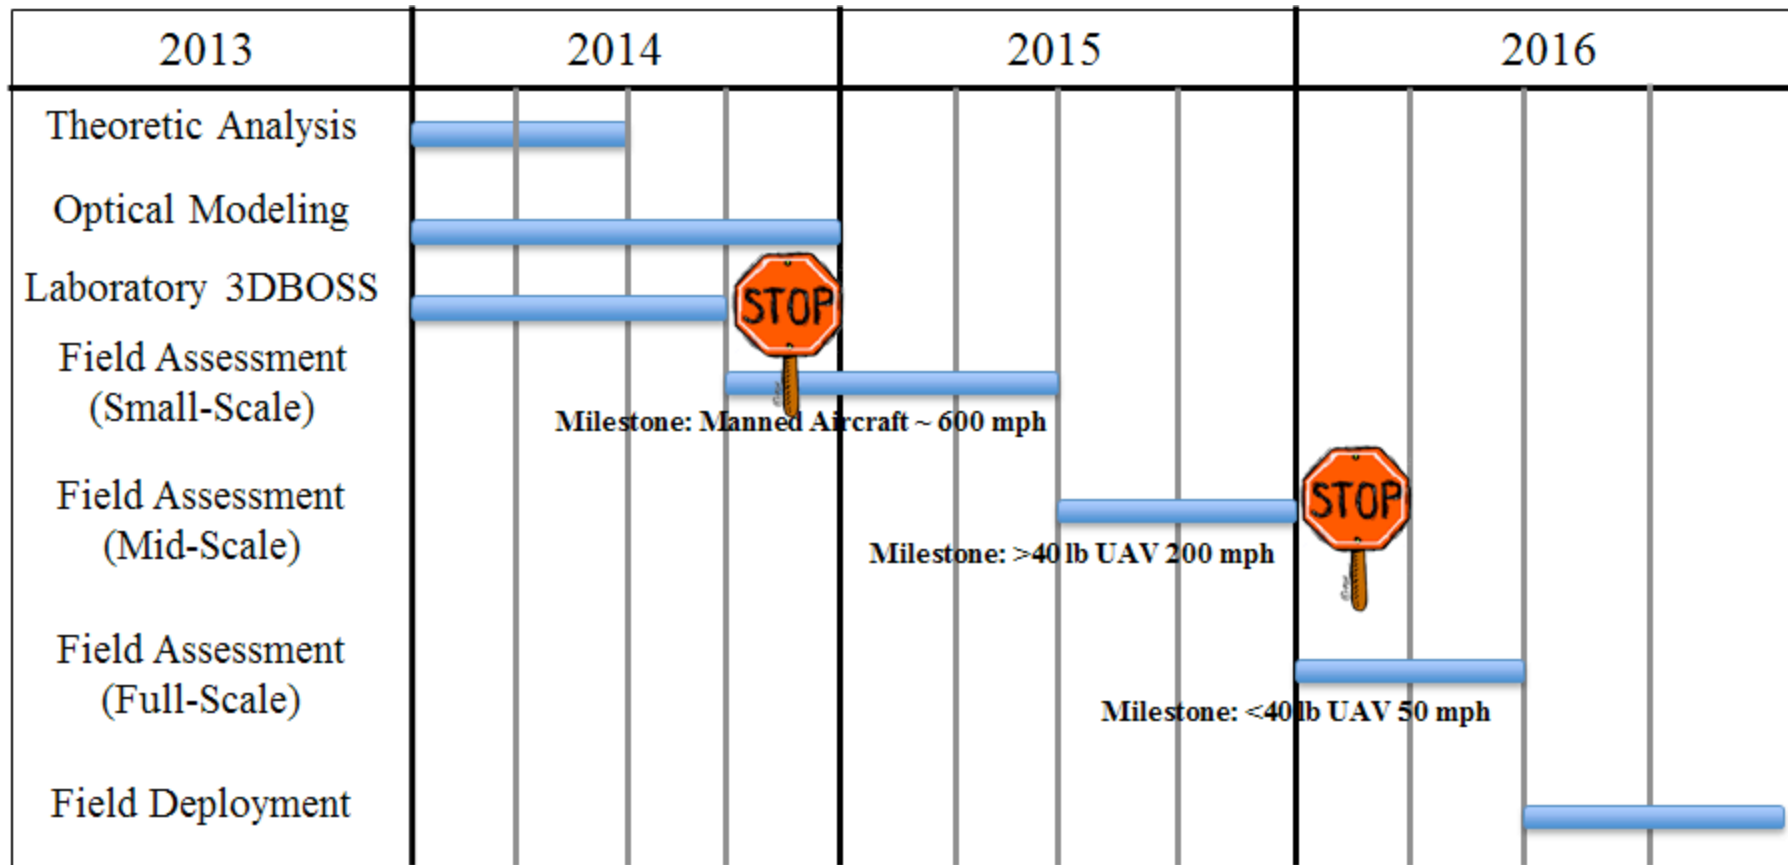 2013 2014 2015 2016
Theoretic Analysis
Optical Modeling
Laboratory 3DBOSS
STOP
Field Assessment
(Small-Scale)
Milestone: Manned Aircraft ~ 600 mph
Field Assessment
(Mid-Scale)
STOP
Milestone: >40 lb UAV 200 mph
Field Assessment
(Full-Scale)
Milestone: <40 lb UAV 50 mph
Field Deployment